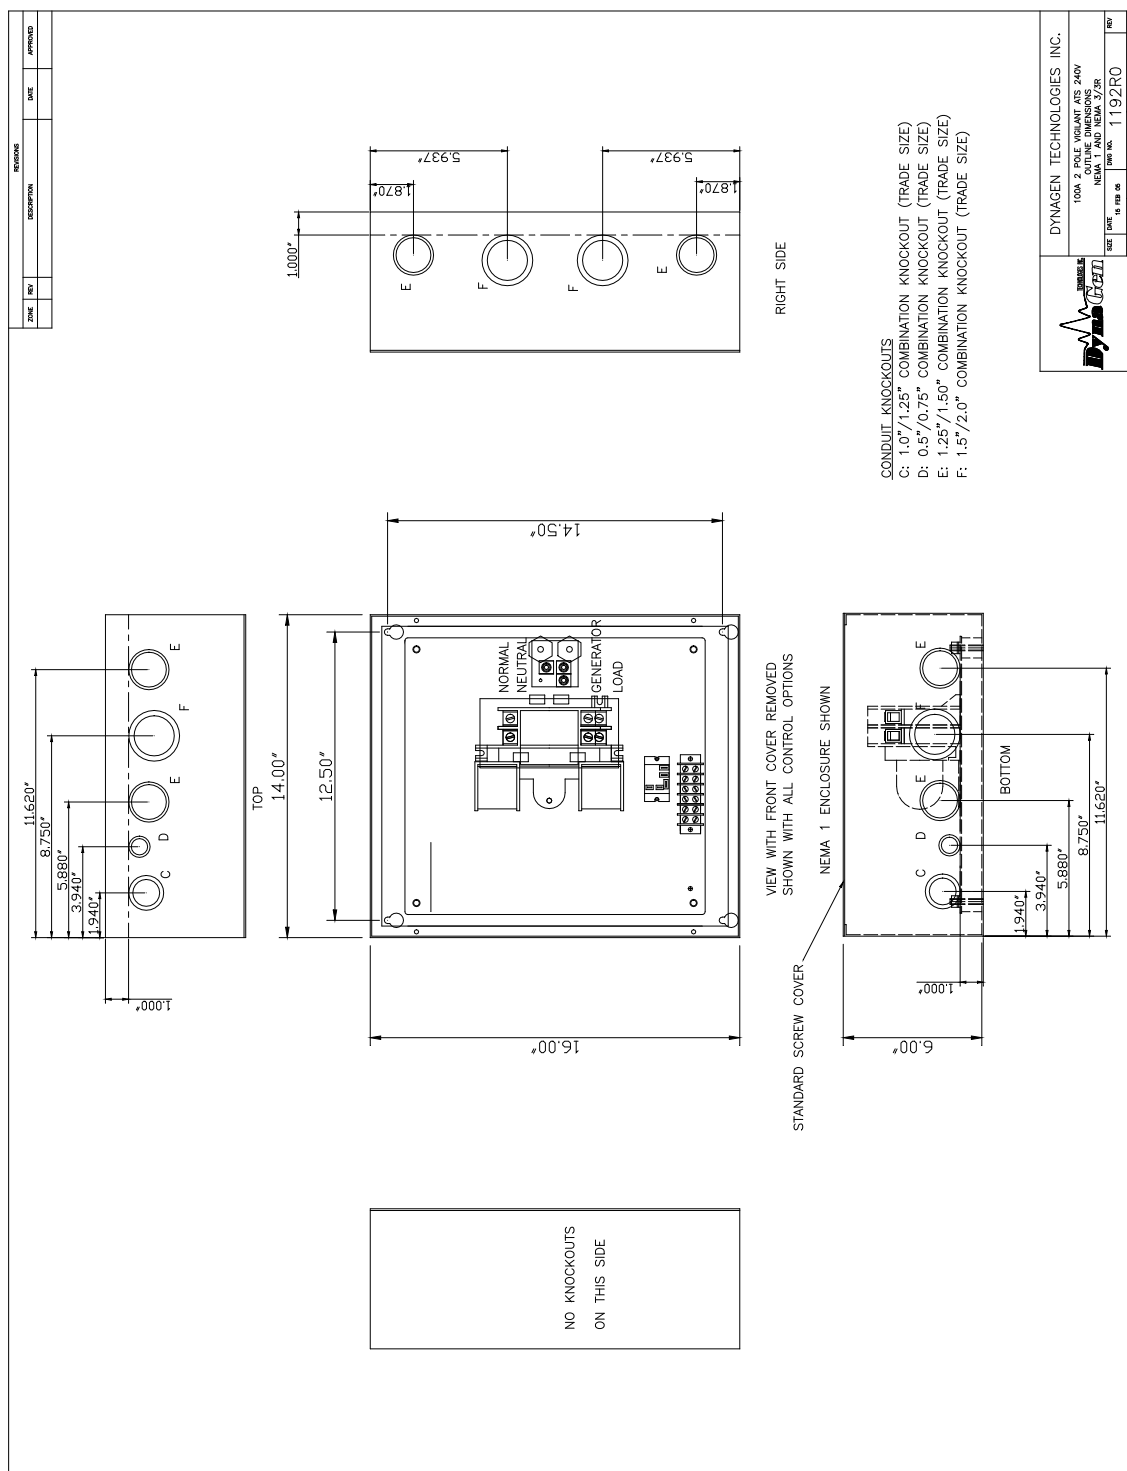 REVISIONS
ZONE REV DESCRIPTION DATE APPROVED
11.620"
8.750"
5.880"
3.940"
1.940"
1.000"
C
D
E
F
E
TOP
1.000"
1.870"
5.937"
5.937"
1.870"
E
F
F
E
RIGHT SIDE
14.00"
12.50"
14.50"
16.00"
NORMAL
NEUTRAL
GENERATOR
LOAD
NO KNOCKOUTS
ON THIS SIDE
VIEW WITH FRONT COVER REMOVED
SHOWN WITH ALL CONTROL OPTIONS
NEMA 1 ENCLOSURE SHOWN
STANDARD SCREW COVER
6.00"
1.000"
C
D
E
F
E
BOTTOM
1.940"
3.940"
5.880"
8.750"
11.620"
CONDUIT KNOCKOUTS
C: 1.0"/1.25" COMBINATION KNOCKOUT (TRADE SIZE)
D: 0.5"/0.75" COMBINATION KNOCKOUT (TRADE SIZE)
E: 1.25"/1.50" COMBINATION KNOCKOUT (TRADE SIZE)
F: 1.5"/2.0" COMBINATION KNOCKOUT (TRADE SIZE)
DynaGen
TECHNOLOGIES INC.
DYNAGEN TECHNOLOGIES INC.
100A 2 POLE VIGILANT ATS 240V
OUTLINE DIMENSIONS
NEMA 1 AND NEMA 3/3R
SIZE DATE 15 FEB 05 DWG NO. 1192R0 REV